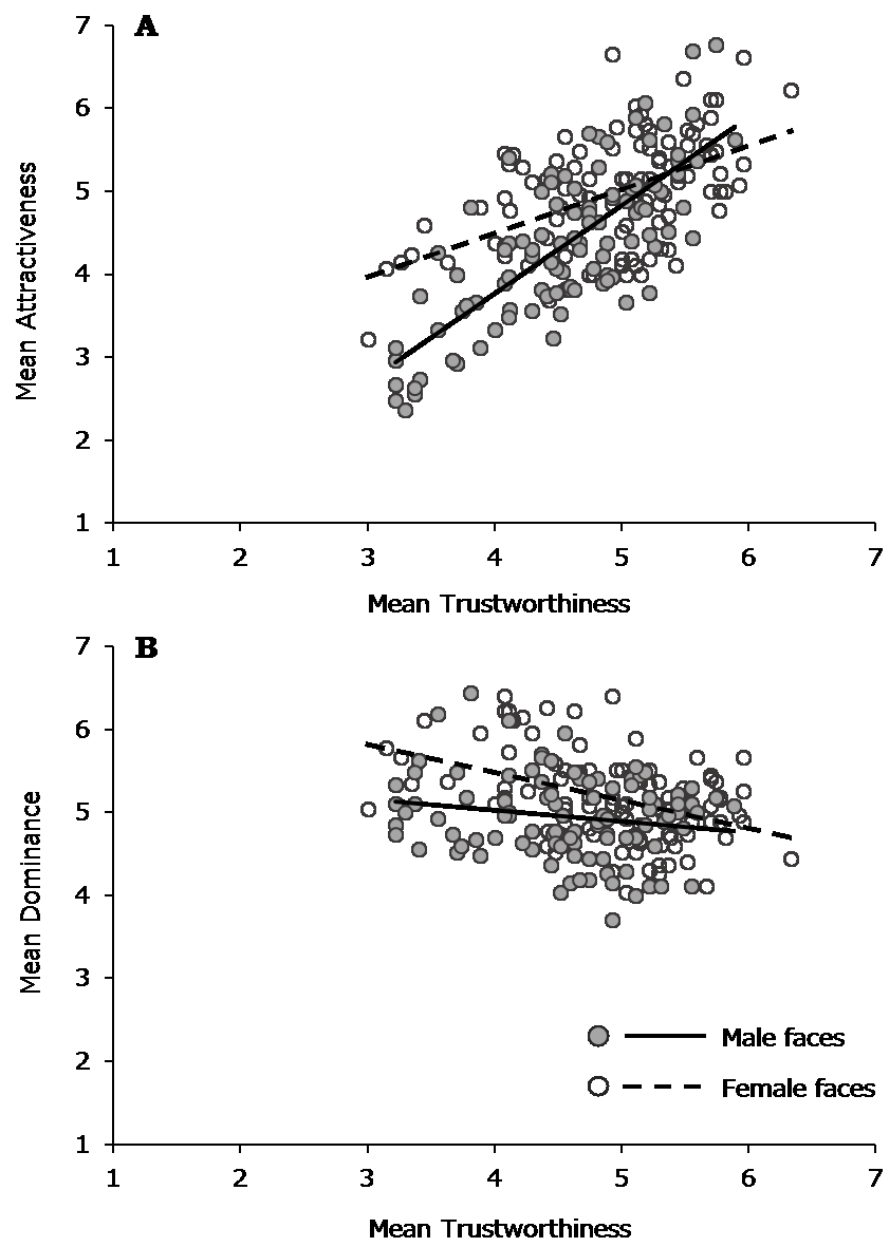 A
7
6
5
4
3
2
1
Mean Attractiveness
1 2 3 4 5 6 7
Mean Trustworthiness
B
7
6
5
4
3
2
1
Mean Dominance
Male faces
Female faces
1 2 3 4 5 6 7
Mean Trustworthiness